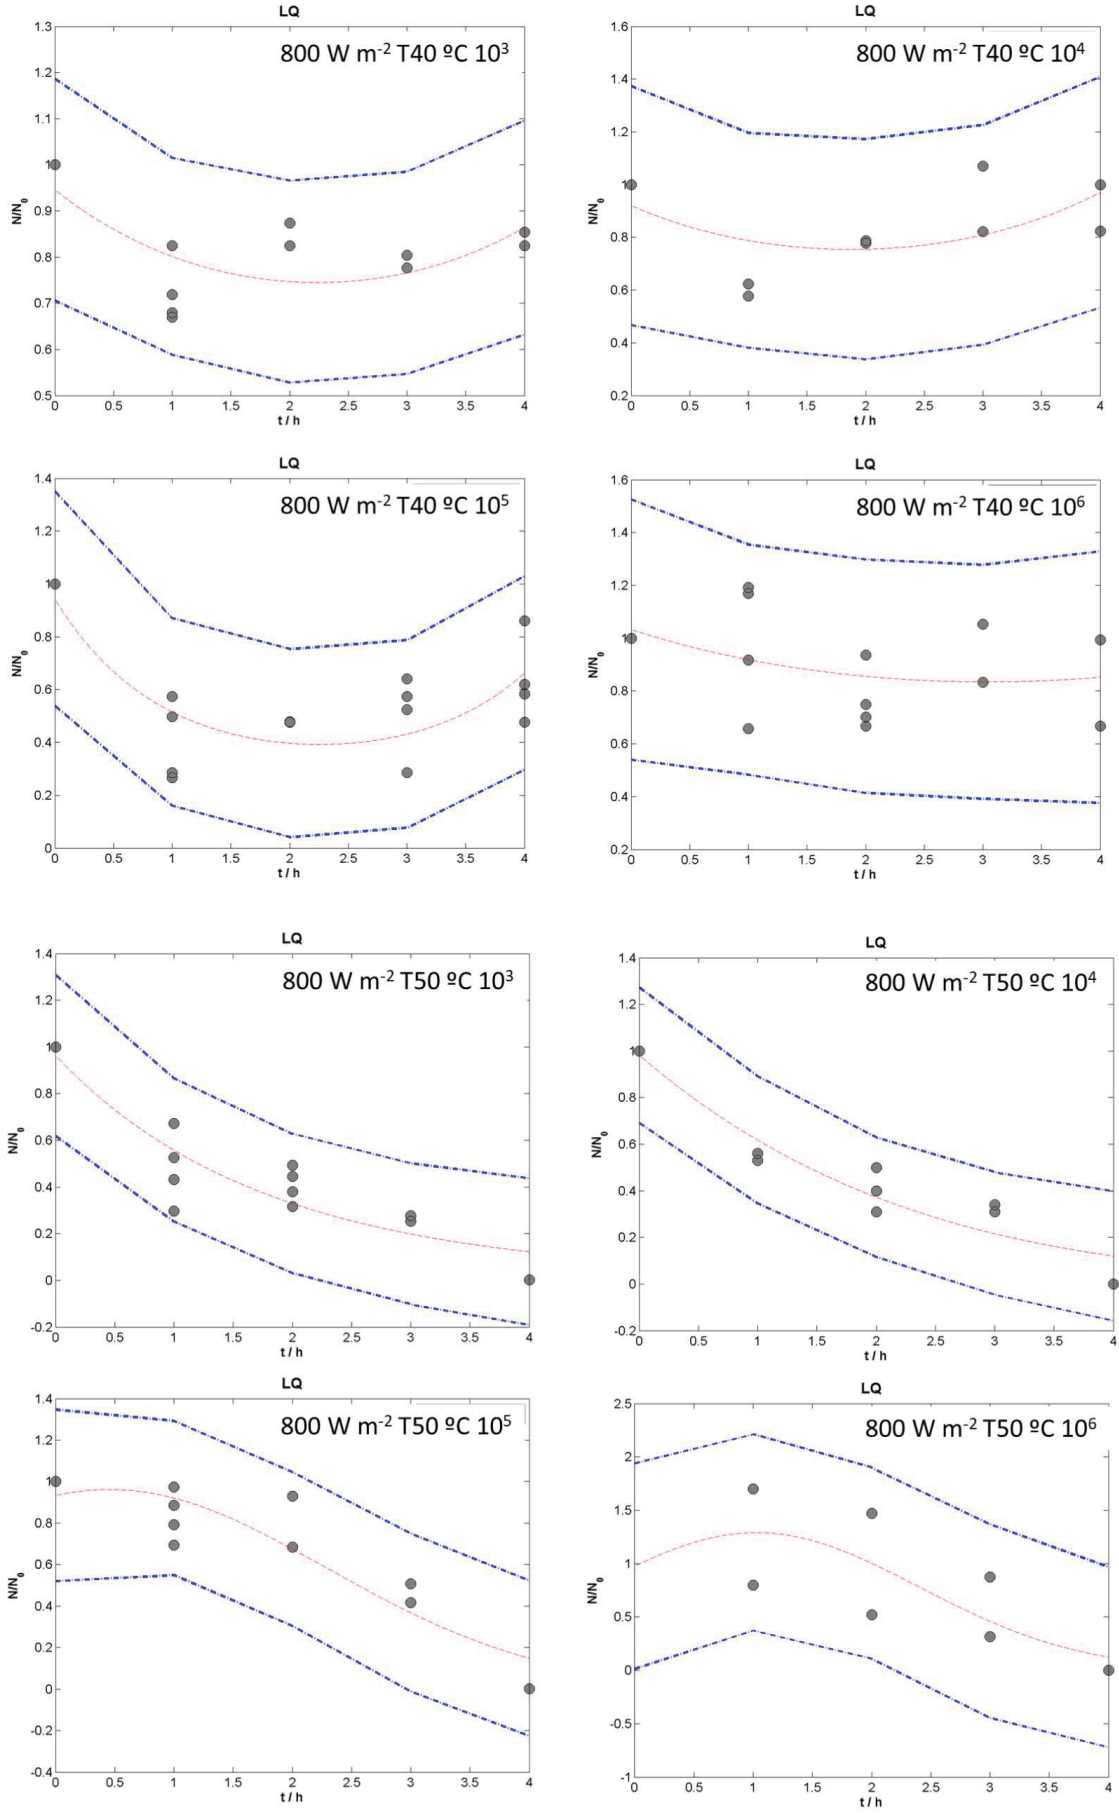 LQ
800 W m-2 T40 ºC 10³
N/N₀
1.3
1.2
1.1
1
0.9
0.8
0.7
0.6
0.5
0 0.5 1 1.5 2 2.5 3 3.5 4
t / h
LQ
800 W m-2 T40 ºC 10⁴
N/N₀
1.6
1.4
1.2
1
0.8
0.6
0.4
0.2
0 0.5 1 1.5 2 2.5 3 3.5 4
t / h
LQ
800 W m-2 T40 ºC 10⁵
N/N₀
1.4
1.2
1
0.8
0.6
0.4
0.2
0
0 0.5 1 1.5 2 2.5 3 3.5 4
t / h
LQ
800 W m-2 T40 ºC 10⁶
N/N₀
1.6
1.4
1.2
1
0.8
0.6
0.4
0.2
0 0.5 1 1.5 2 2.5 3 3.5 4
t / h
LQ
800 W m-2 T50 ºC 10³
N/N₀
1.4
1.2
1
0.8
0.6
0.4
0.2
0
-0.2
0 0.5 1 1.5 2 2.5 3 3.5 4
t / h
LQ
800 W m-2 T50 ºC 10⁴
N/N₀
1.4
1.2
1
0.8
0.6
0.4
0.2
0
-0.2
0 0.5 1 1.5 2 2.5 3 3.5 4
t / h
LQ
800 W m-2 T50 ºC 10⁵
N/N₀
1.4
1.2
1
0.8
0.6
0.4
0.2
0
-0.2
-0.4
0 0.5 1 1.5 2 2.5 3 3.5 4
t / h
LQ
800 W m-2 T50 ºC 10⁶
N/N₀
2.5
2
1.5
1
0.5
0
-0.5
-1
0 0.5 1 1.5 2 2.5 3 3.5 4
t / h